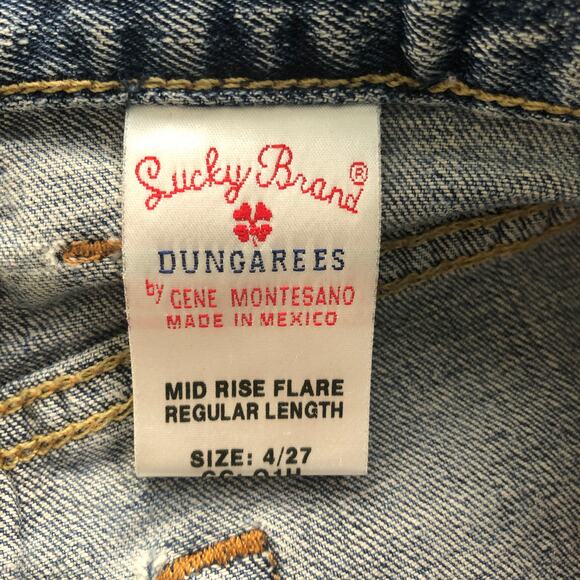 Lucky Brand®
DUNGAREES
by GENE MONTESANO
MADE IN MEXICO
MID RISE FLARE
REGULAR LENGTH
SIZE: 4/27